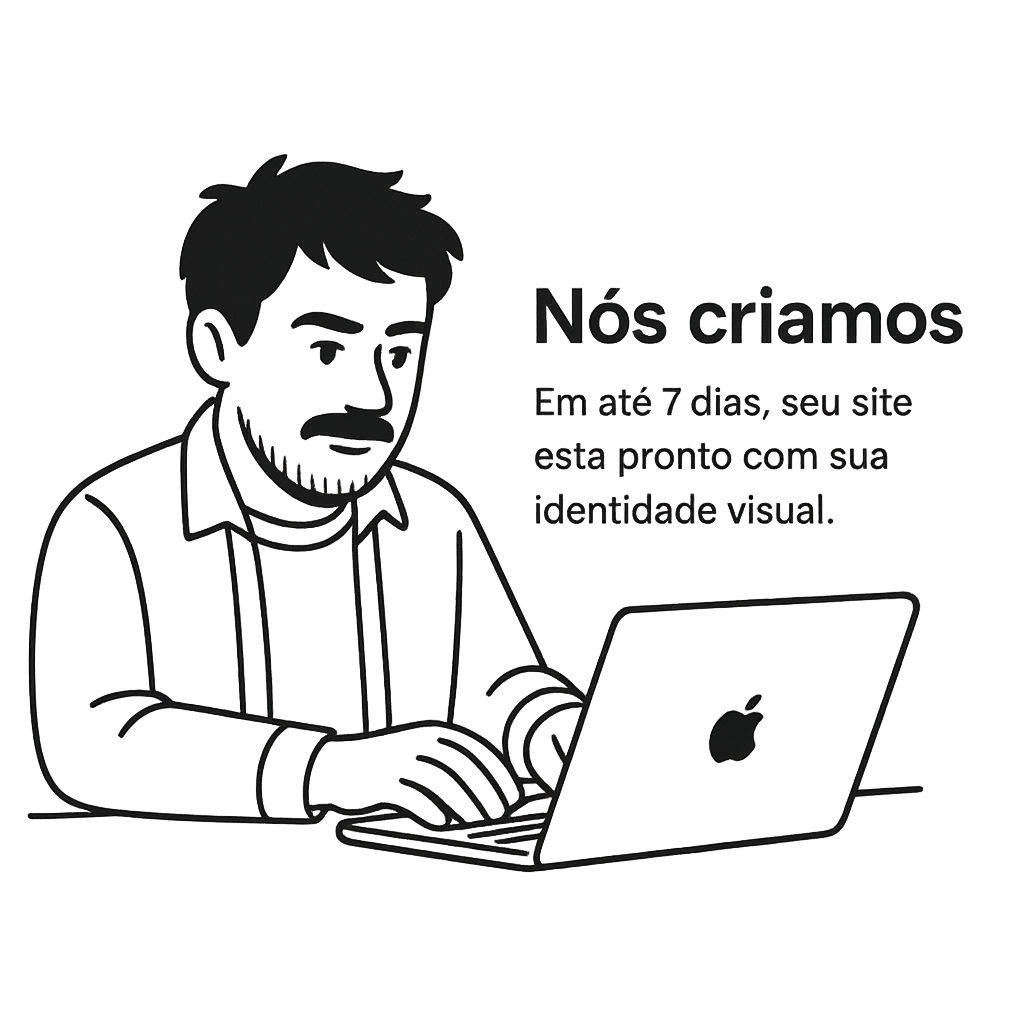 Nós criamos
Em até 7 dias, seu site
esta pronto com sua
identidade visual.